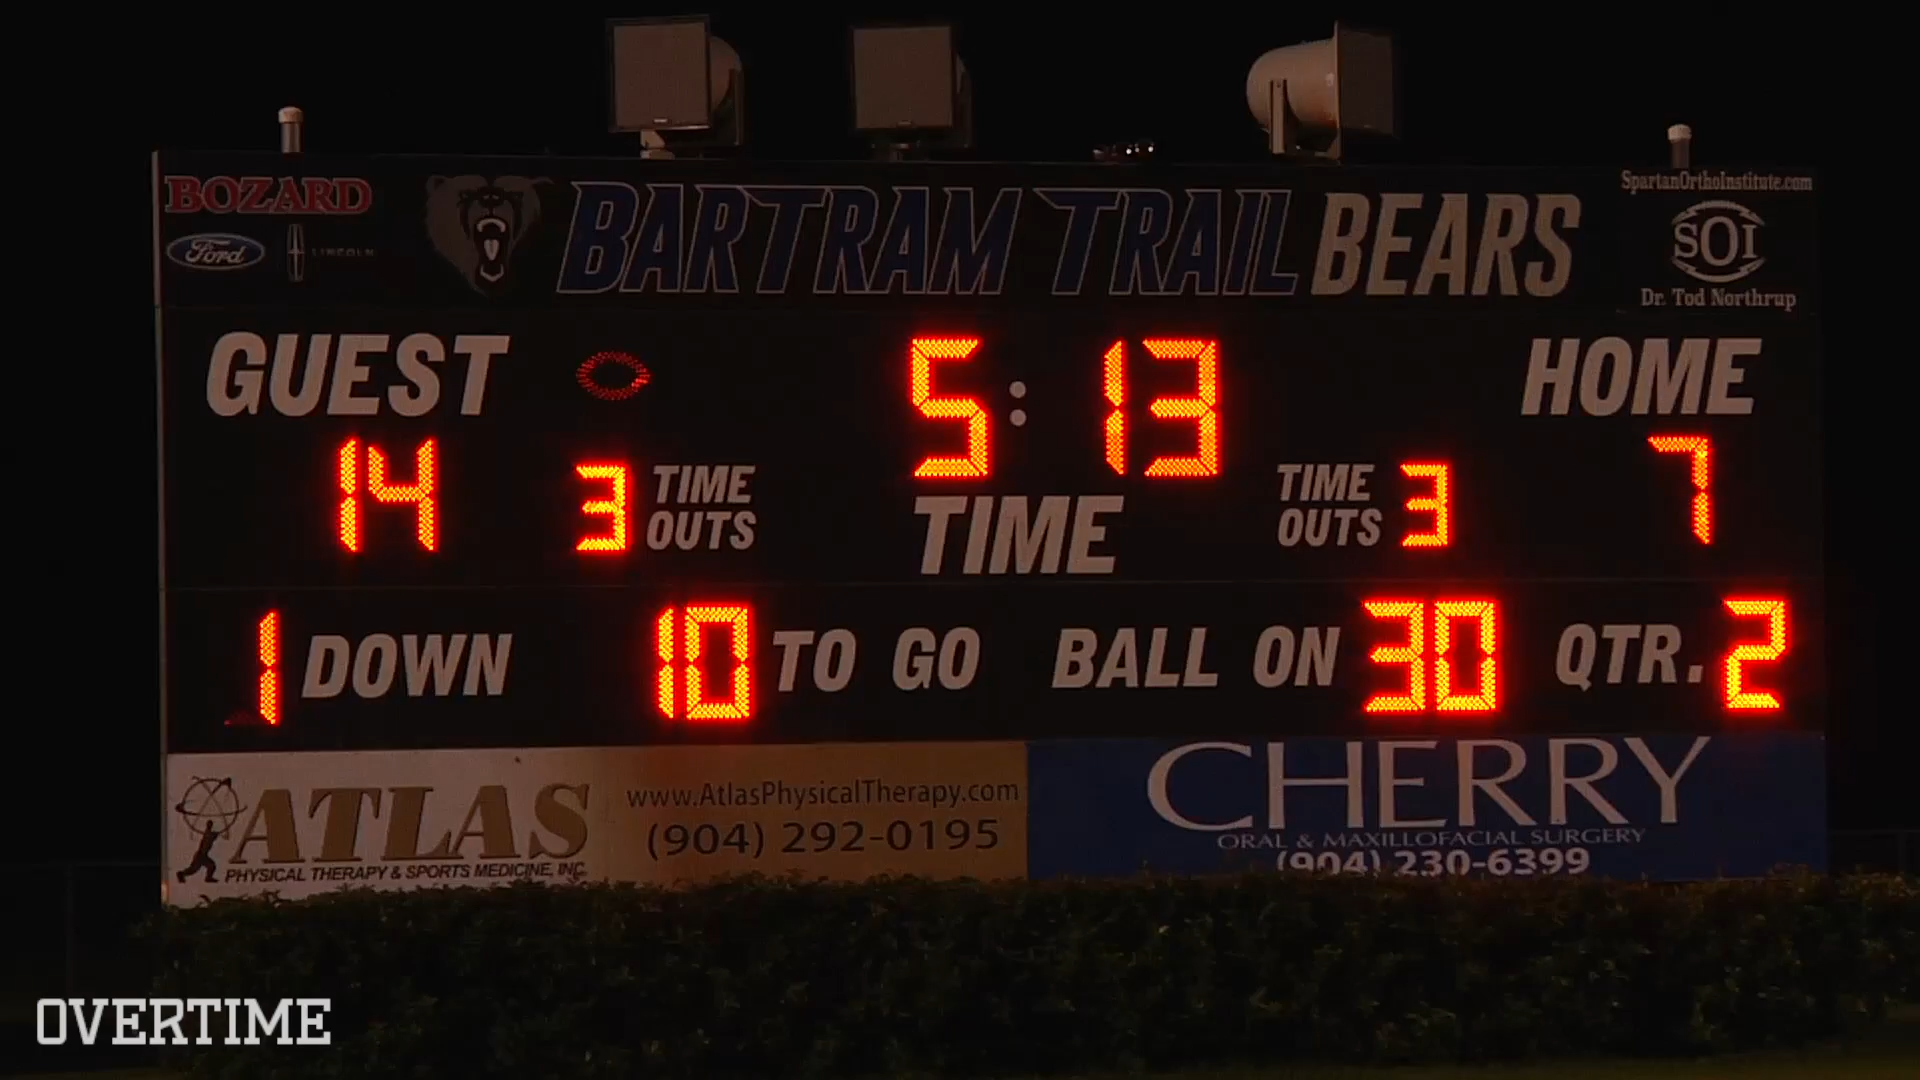 BOZARD
Ford LINCOLN
BARTRAM TRAIL BEARS
SpartanOrthoInstitute.com
SOI
Dr. Tod Northrup
GUEST
5:13
HOME
14
3 TIME OUTS
TIME
TIME OUTS 3
7
1 DOWN 10 TO GO BALL ON 30 QTR. 2
ATLAS
PHYSICAL THERAPY & SPORTS MEDICINE, INC.
www.AtlasPhysicalTherapy.com
(904) 292-0195
CHERRY
ORAL & MAXILLOFACIAL SURGERY
(904) 230-6399
OVERTIME